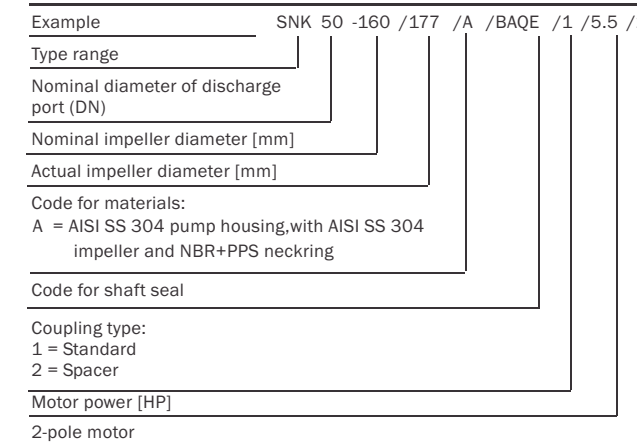 Example SNK 50 -160 /177 /A /BAQE /1 /5.5 /
Type range
Nominal diameter of discharge
port (DN)
Nominal impeller diameter [mm]
Actual impeller diameter [mm]
Code for materials:
A = AISI SS 304 pump housing,with AISI SS 304
impeller and NBR+PPS neckring
Code for shaft seal
Coupling type:
1 = Standard
2 = Spacer
Motor power [HP]
2-pole motor